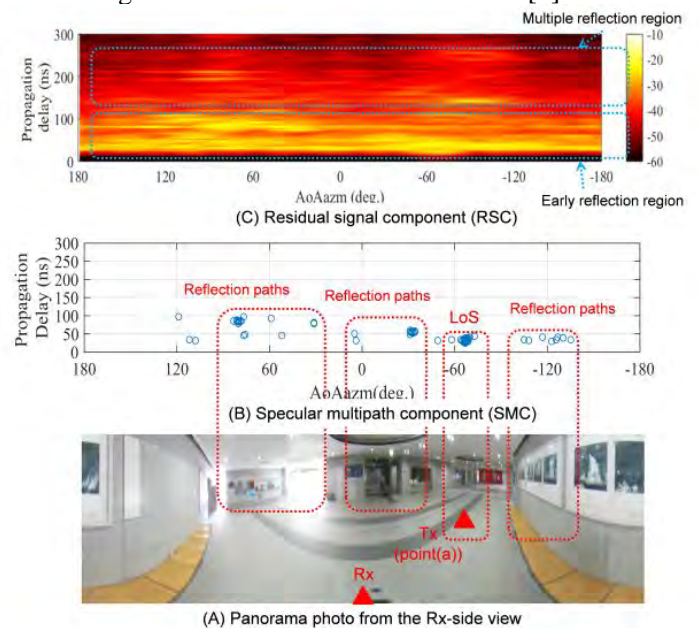 Multiple reflection region
300
200
100
0
Propagation
delay (ns)
-10
-20
-30
-40
-50
-60
180 120 60 0 -60 -120 -180
AoAazm (deg.)
Early reflection region
(C) Residual signal component (RSC)
300
250
200
150
100
50
0
Propagation
Delay (ns)
Reflection paths
Reflection paths
LoS
Reflection paths
180 120 60 0 -60 -120 -180
AoAazm(deg.)
(B) Specular multipath component (SMC)
Tx
(point(a))
Rx
(A) Panorama photo from the Rx-side view